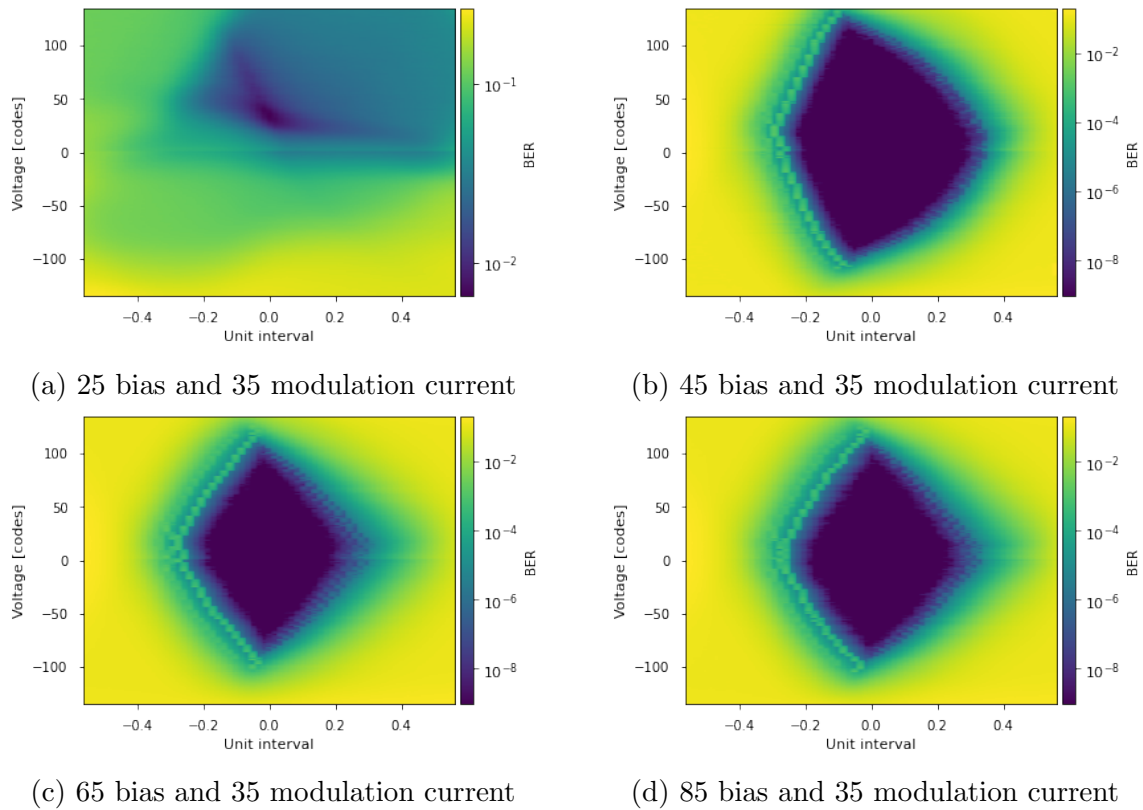 100
50
0
−50
−100
Voltage [codes]
−0.4 −0.2 0.0 0.2 0.4
Unit interval
10⁻¹
10⁻²
BER
100
50
0
−50
−100
Voltage [codes]
−0.4 −0.2 0.0 0.2 0.4
Unit interval
10⁻²
10⁻⁴
10⁻⁶
10⁻⁸
BER
(a) 25 bias and 35 modulation current
(b) 45 bias and 35 modulation current
100
50
0
−50
−100
Voltage [codes]
−0.4 −0.2 0.0 0.2 0.4
Unit interval
10⁻²
10⁻⁴
10⁻⁶
10⁻⁸
BER
100
50
0
−50
−100
Voltage [codes]
−0.4 −0.2 0.0 0.2 0.4
Unit interval
10⁻²
10⁻⁴
10⁻⁶
10⁻⁸
BER
(c) 65 bias and 35 modulation current
(d) 85 bias and 35 modulation current